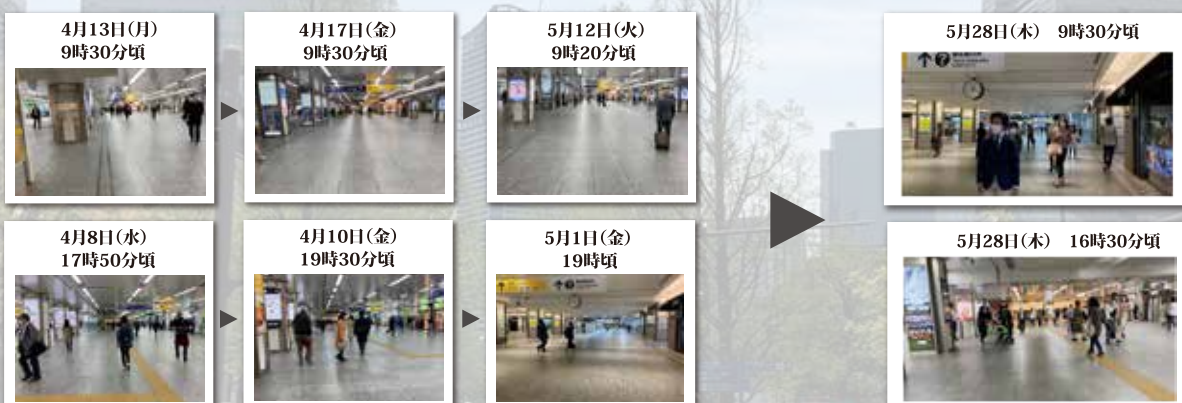 4月13日(月)
9時30分頃
4月17日(金)
9時30分頃
5月12日(火)
9時20分頃
5月28日(木) 9時30分頃
4月8日(水)
17時50分頃
4月10日(金)
19時30分頃
5月1日(金)
19時頃
5月28日(木) 16時30分頃